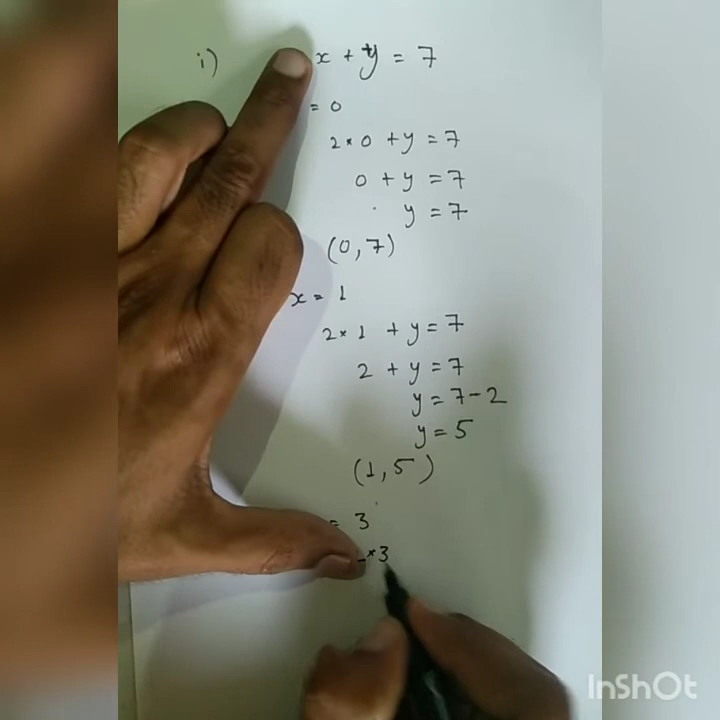 i) x + y = 7
= 0
2 × 0 + y = 7
0 + y = 7
y = 7
(0, 7)
x = 1
2 × 1 + y = 7
2 + y = 7
y = 7 - 2
y = 5
(1, 5)
= 3
× 3
InShOt